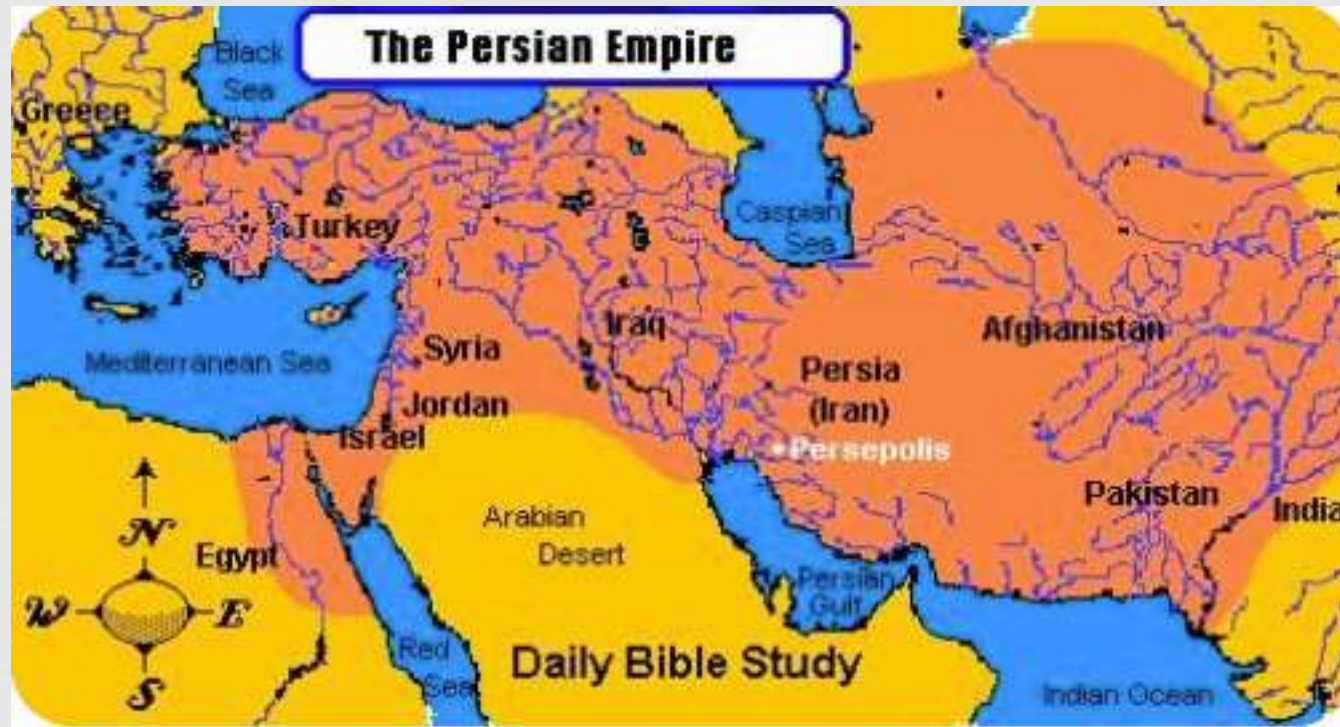 The Persian Empire
Black
Sea
Greece
Turkey
Caspian
Sea
Iraq
Afghanistan
Syria
Mediterranean Sea
Persia
(Iran)
Jordan
Israel
Persepolis
Pakistan
India
Arabian
Desert
N
Egypt
W
E
S
Persian
Gulf
Red
Sea
Daily Bible Study
Indian Ocean